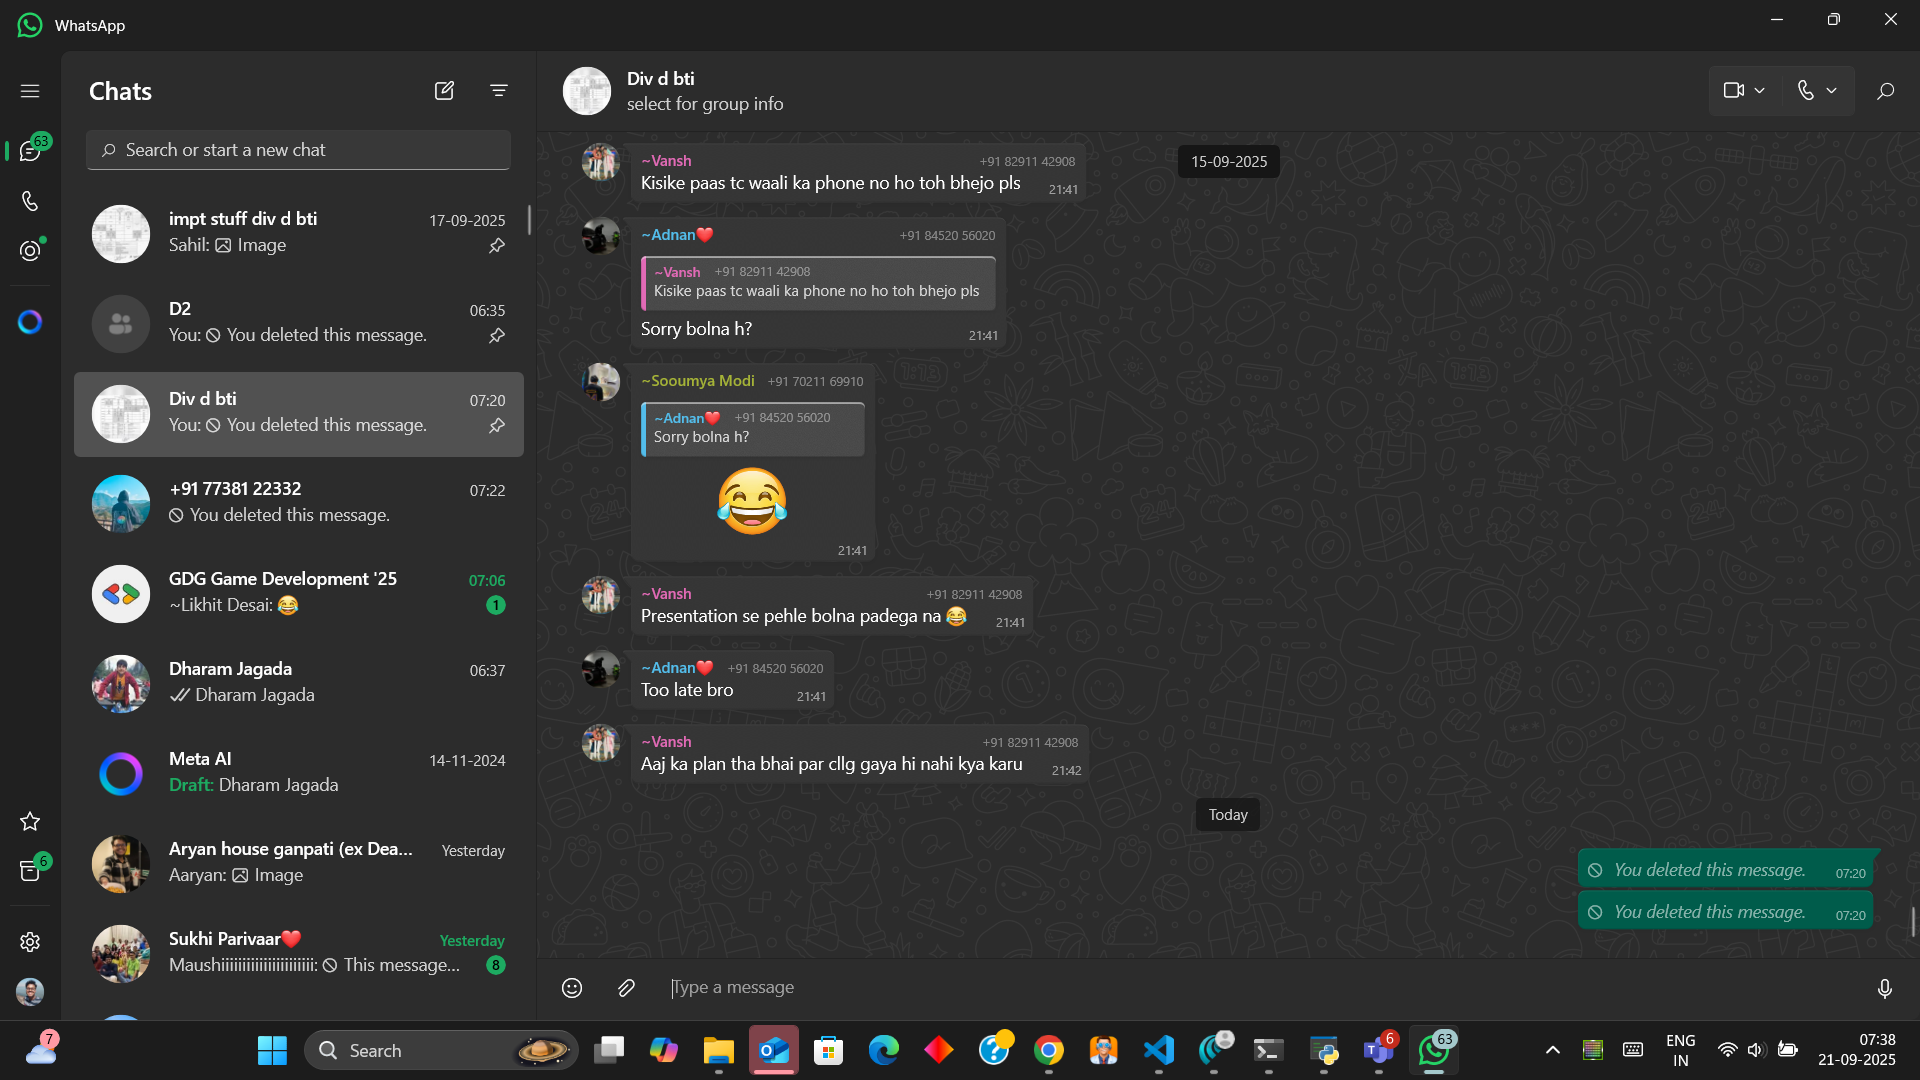 WhatsApp
Chats
Search or start a new chat
63
impt stuff div d bti 17-09-2025
Sahil: Image
D2 06:35
You: You deleted this message.
Div d bti 07:20
You: You deleted this message.
+91 77381 22332 07:22
You deleted this message.
GDG Game Development '25 07:06
~Likhit Desai: 😂 1
Dharam Jagada 06:37
Dharam Jagada
Meta AI 14-11-2024
Draft: Dharam Jagada
Aryan house ganpati (ex Dea... Yesterday
Aaryan: Image
6
Sukhi Parivaar❤️ Yesterday
Maushiiiiiiiiiiiiiiiiiiiiiii: This message... 8
Div d bti
select for group info
15-09-2025
~Vansh +91 82911 42908
Kisike paas tc waali ka phone no ho toh bhejo pls 21:41
~Adnan❤️ +91 84520 56020
~Vansh +91 82911 42908
Kisike paas tc waali ka phone no ho toh bhejo pls
Sorry bolna h? 21:41
~Sooumya Modi +91 70211 69910
~Adnan❤️ +91 84520 56020
Sorry bolna h?
😂
21:41
~Vansh +91 82911 42908
Presentation se pehle bolna padega na 😂 21:41
~Adnan❤️ +91 84520 56020
Too late bro 21:41
~Vansh +91 82911 42908
Aaj ka plan tha bhai par cllg gaya hi nahi kya karu 21:42
Today
You deleted this message. 07:20
You deleted this message. 07:20
Type a message
7
Search
6
63
ENG
IN
07:38
21-09-2025